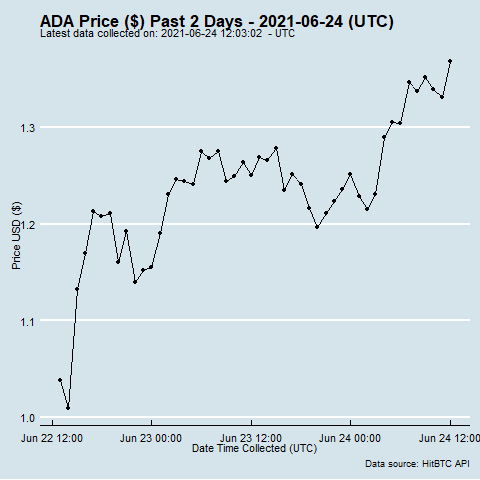 ADA Price ($) Past 2 Days - 2021-06-24 (UTC)
Latest data collected on: 2021-06-24 12:03:02 - UTC
1.3
1.2
1.1
1.0
Price USD ($)
Jun 22 12:00 Jun 23 00:00 Jun 23 12:00 Jun 24 00:00 Jun 24 12:00
Date Time Collected (UTC)
Data source: HitBTC API